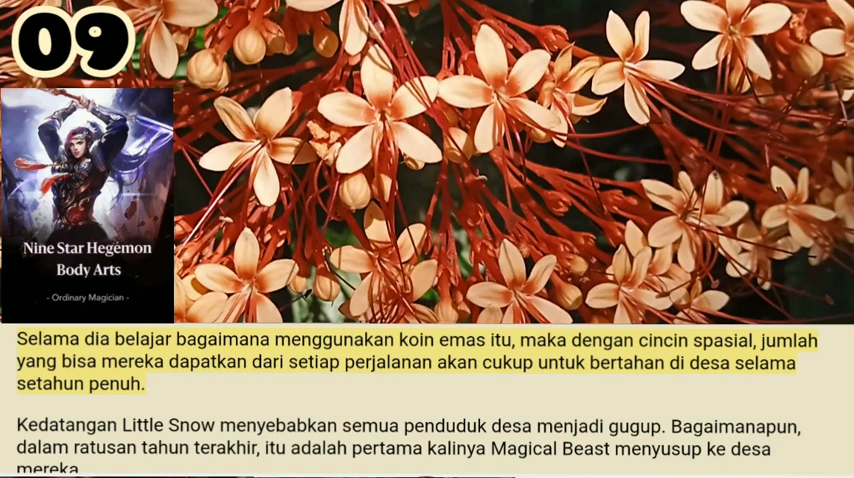 09
Nine Star Hegemon
Body Arts
- Ordinary Magician -
Selama dia belajar bagaimana menggunakan koin emas itu, maka dengan cincin spasial, jumlah
yang bisa mereka dapatkan dari setiap perjalanan akan cukup untuk bertahan di desa selama
setahun penuh.
Kedatangan Little Snow menyebabkan semua penduduk desa menjadi gugup. Bagaimanapun,
dalam ratusan tahun terakhir, itu adalah pertama kalinya Magical Beast menyusup ke desa
mereka